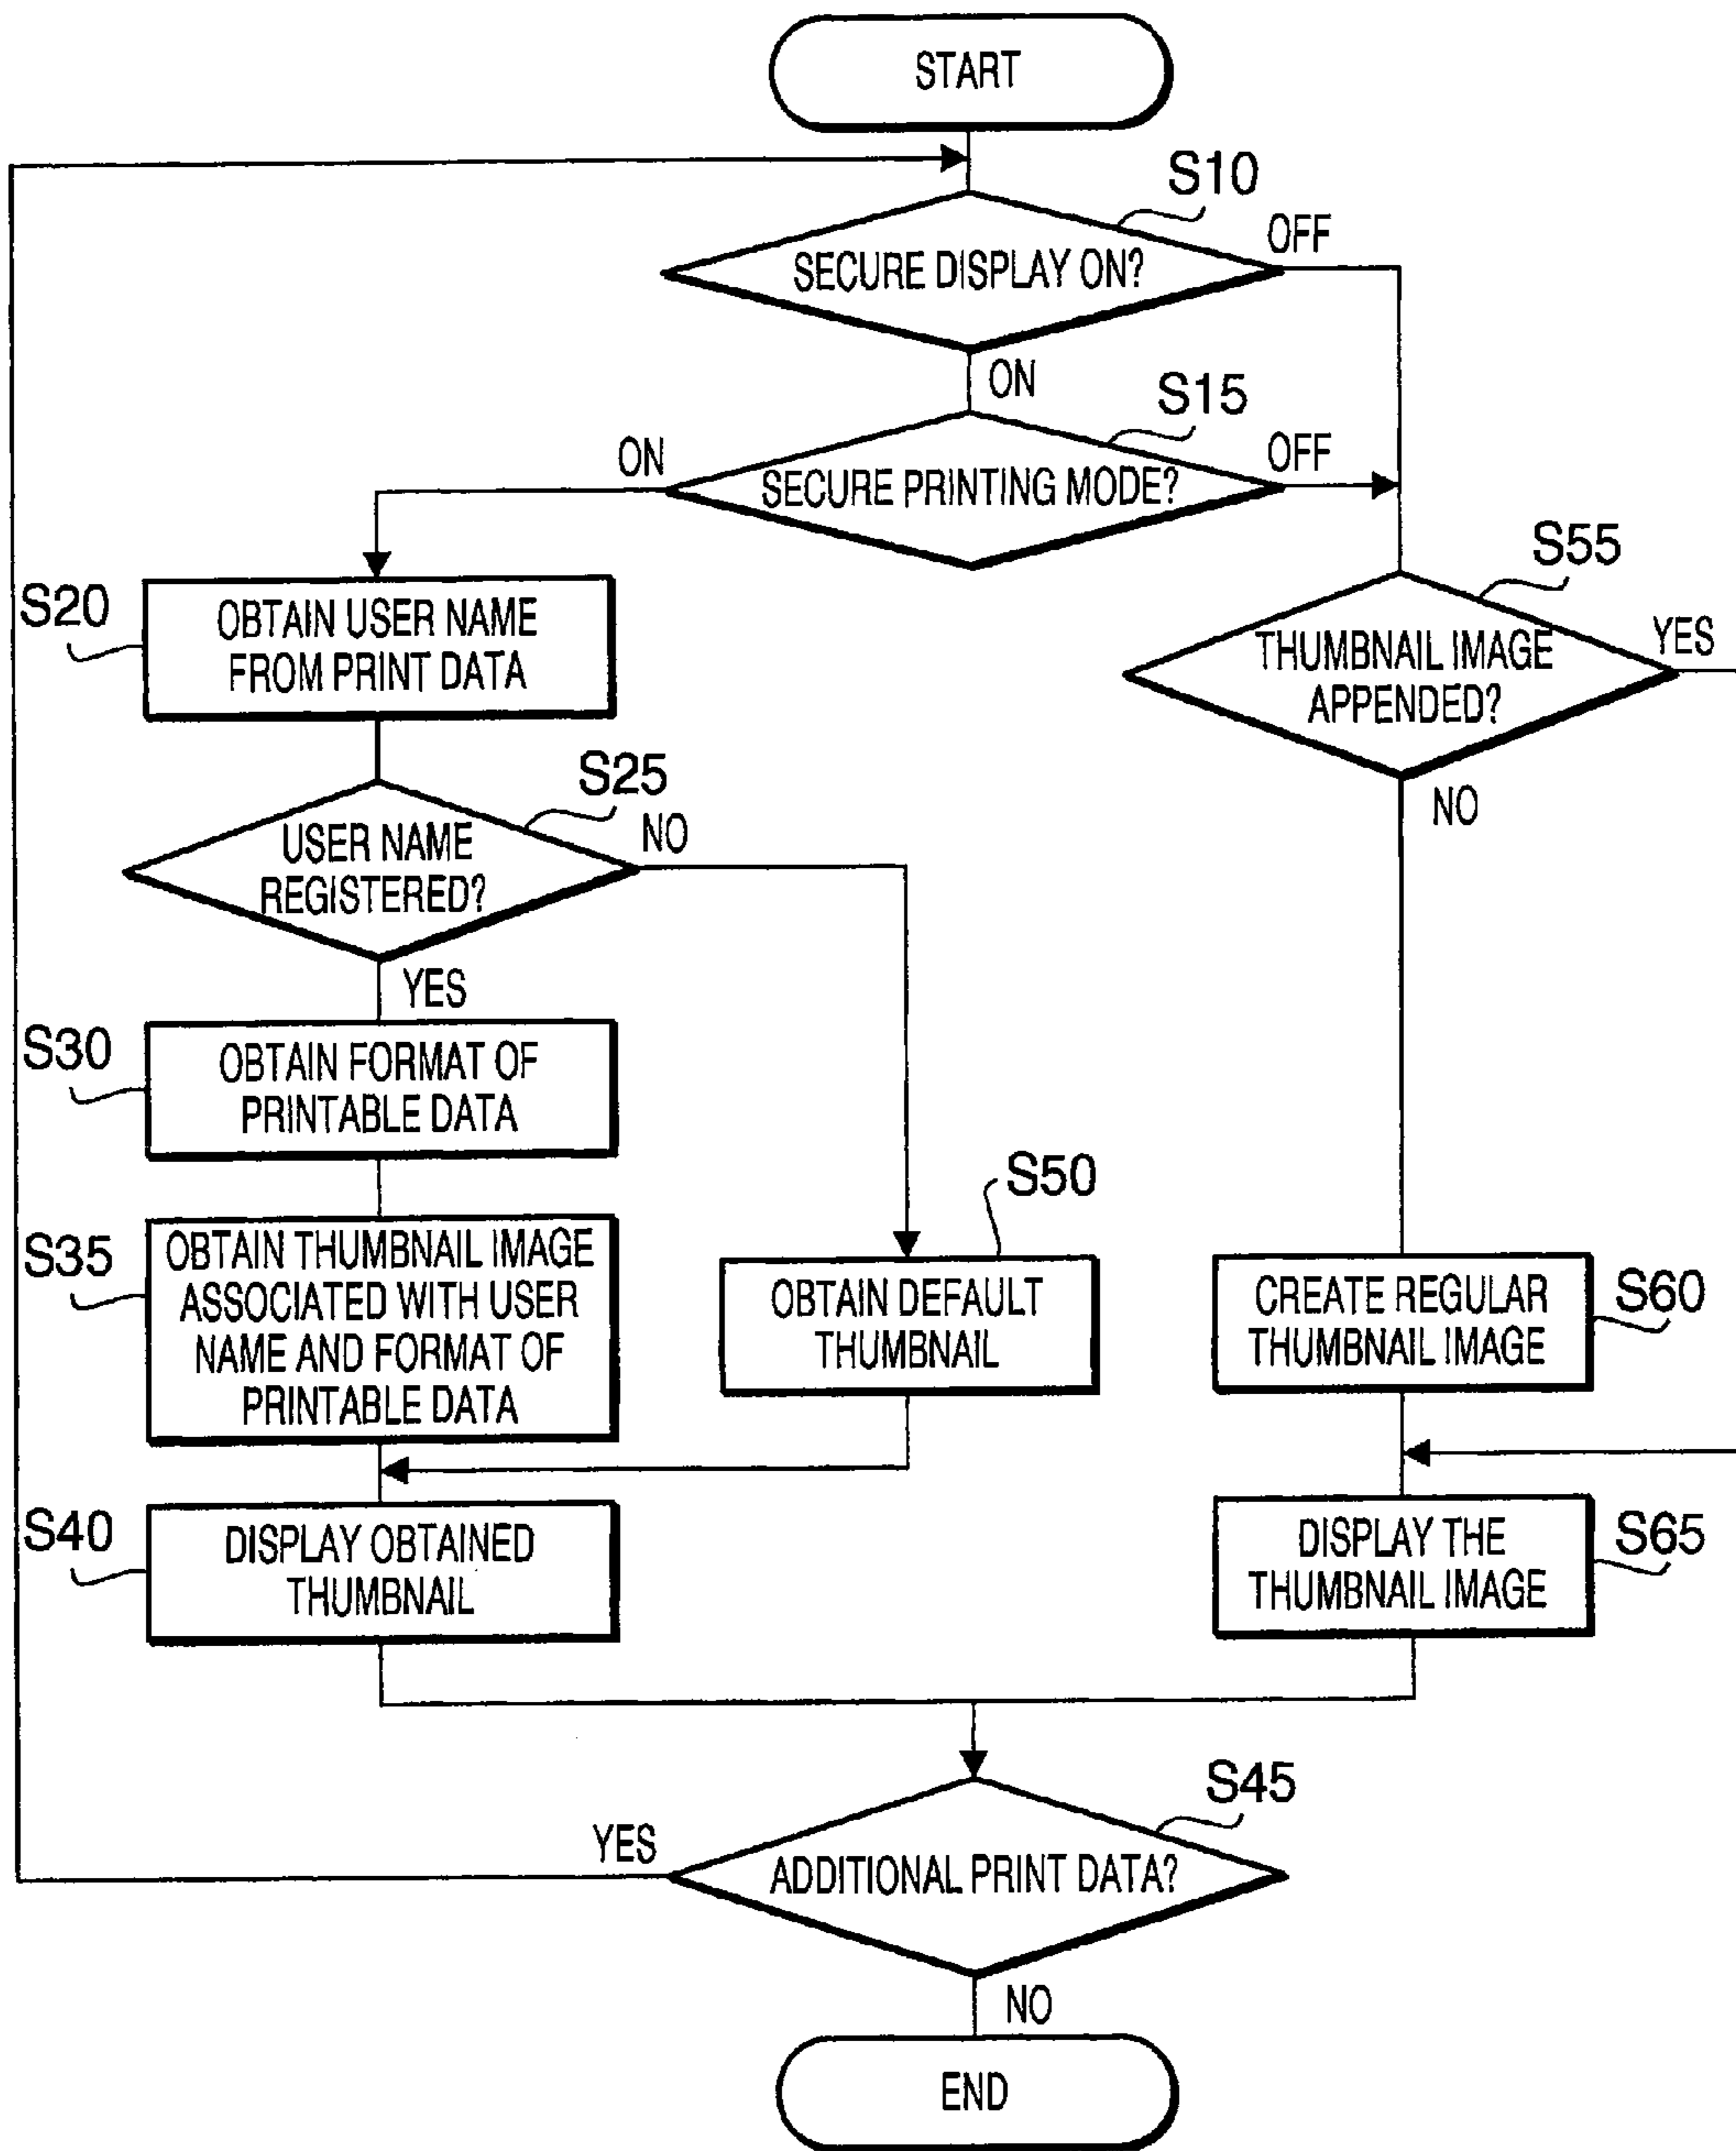 START
S10
SECURE DISPLAY ON?
OFF
ON
S15
ON
SECURE PRINTING MODE?
OFF
S55
S20
OBTAIN USER NAME
FROM PRINT DATA
THUMBNAIL IMAGE
APPENDED?
YES
NO
S25
USER NAME
REGISTERED?
NO
YES
S30
OBTAIN FORMAT OF
PRINTABLE DATA
S35
OBTAIN THUMBNAIL IMAGE
ASSOCIATED WITH USER
NAME AND FORMAT OF
PRINTABLE DATA
S50
OBTAIN DEFAULT
THUMBNAIL
CREATE REGULAR
THUMBNAIL IMAGE
S60
S40
DISPLAY OBTAINED
THUMBNAIL
DISPLAY THE
THUMBNAIL IMAGE
S65
S45
YES
ADDITIONAL PRINT DATA?
NO
END